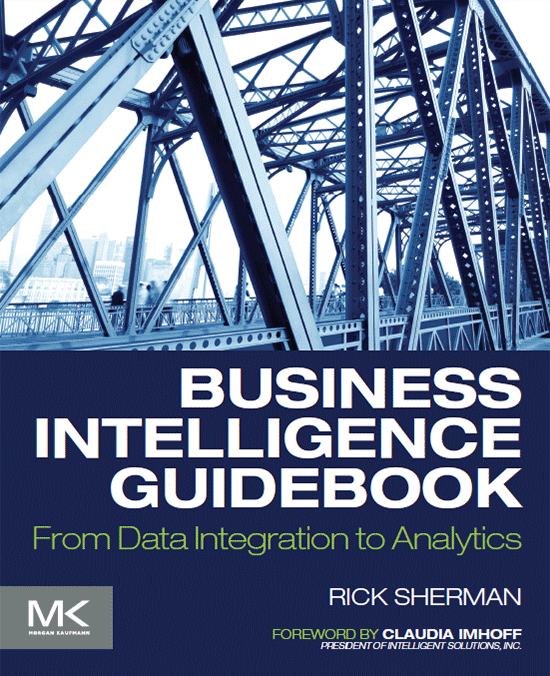 BUSINESS
INTELLIGENCE
GUIDEBOOK
From Data Integration to Analytics
RICK SHERMAN
MK
MORGAN KAUFMANN
FOREWORD BY CLAUDIA IMHOFF
PRESIDENT OF INTELLIGENT SOLUTIONS, INC.